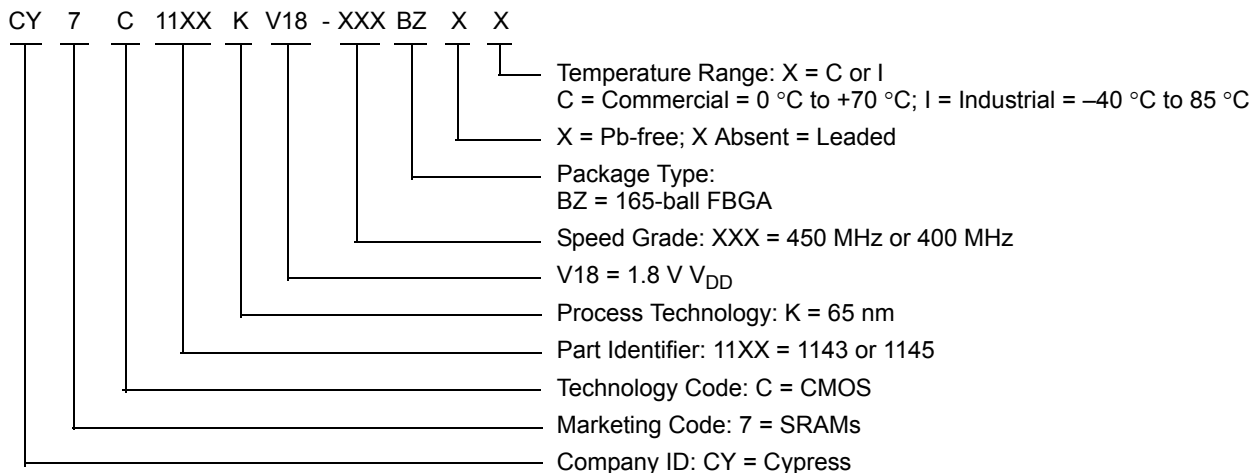 CY 7 C 11XX K V18 - XXX BZ X X
Temperature Range: X = C or I
C = Commercial = 0 °C to +70 °C; I = Industrial = –40 °C to 85 °C
X = Pb-free; X Absent = Leaded
Package Type:
BZ = 165-ball FBGA
Speed Grade: XXX = 450 MHz or 400 MHz
V18 = 1.8 V VDD
Process Technology: K = 65 nm
Part Identifier: 11XX = 1143 or 1145
Technology Code: C = CMOS
Marketing Code: 7 = SRAMs
Company ID: CY = Cypress